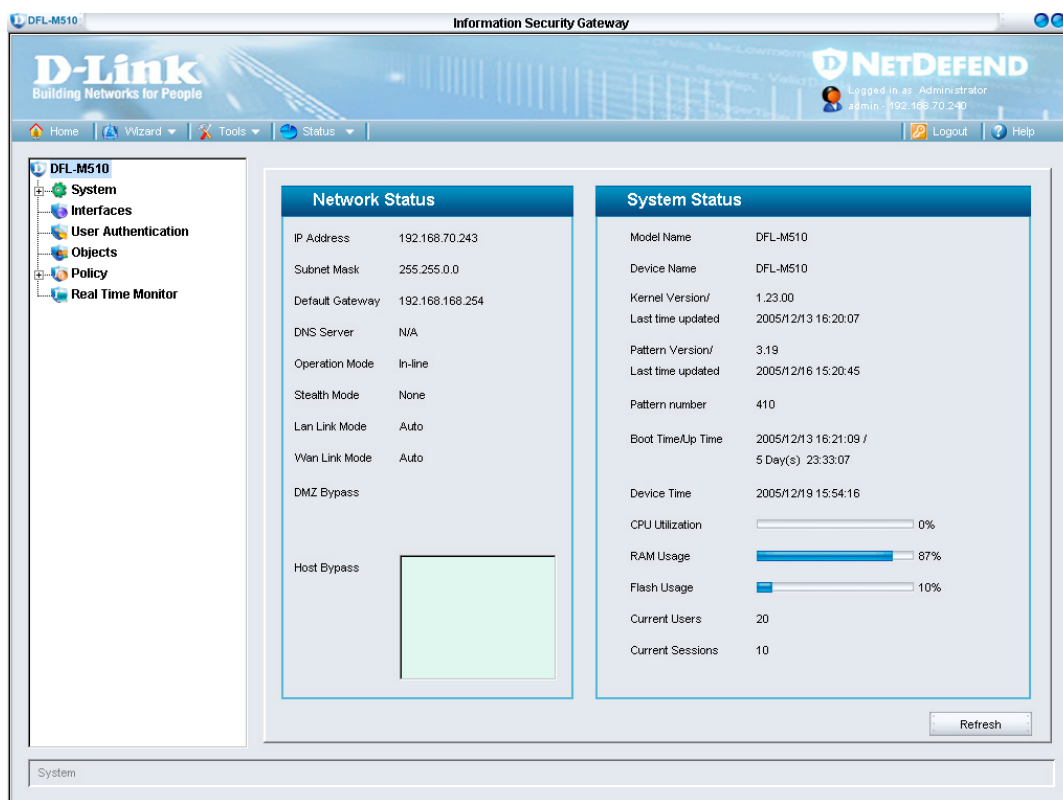 DFL-M510
Information Security Gateway
D-Link
Building Networks for People
NETDEFEND
Logged in as Administrator
admin - 192.168.70.240
Home Wizard Tools Status Logout Help
DFL-M510
System
Interfaces
User Authentication
Objects
Policy
Real Time Monitor
Network Status
IP Address 192.168.70.243
Subnet Mask 255.255.0.0
Default Gateway 192.168.168.254
DNS Server N/A
Operation Mode In-line
Stealth Mode None
Lan Link Mode Auto
Wan Link Mode Auto
DMZ Bypass
Host Bypass
System Status
Model Name DFL-M510
Device Name DFL-M510
Kernel Version/ 1.23.00
Last time updated 2005/12/13 16:20:07
Pattern Version/ 3.19
Last time updated 2005/12/16 15:20:45
Pattern number 410
Boot Time/Up Time 2005/12/13 16:21:09 /
5 Day(s) 23:33:07
Device Time 2005/12/19 15:54:16
CPU Utilization 0%
RAM Usage 87%
Flash Usage 10%
Current Users 20
Current Sessions 10
Refresh
System